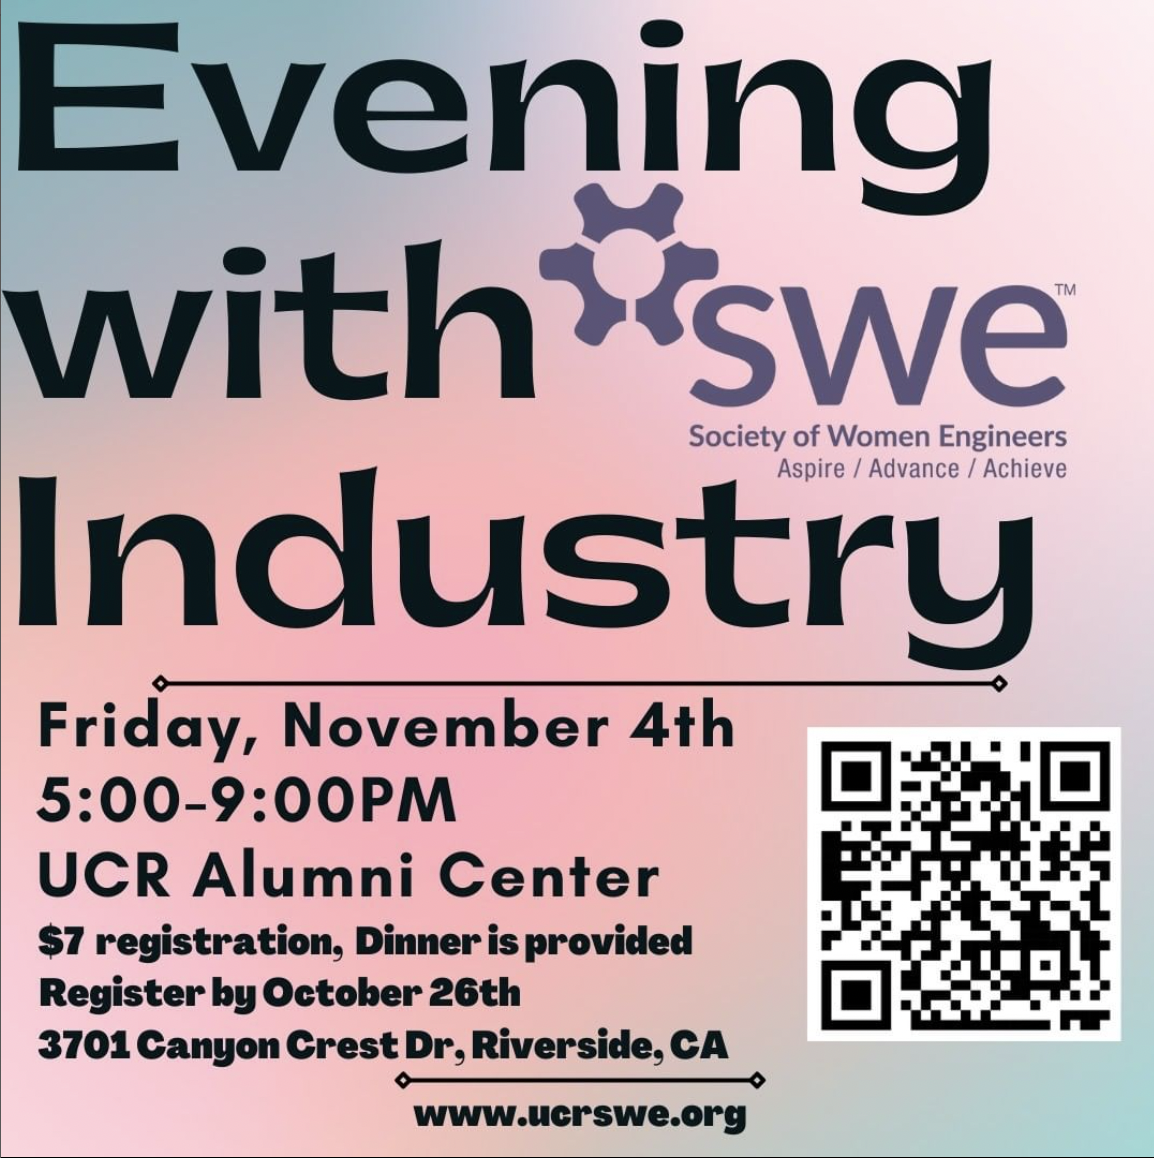 Evening
with
swe™
Society of Women Engineers
Aspire / Advance / Achieve
Industry
Friday, November 4th
5:00-9:00PM
UCR Alumni Center
$7 registration, Dinner is provided
Register by October 26th
3701 Canyon Crest Dr, Riverside, CA
www.ucrswe.org